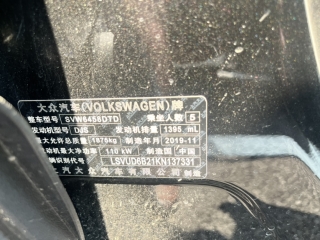 大众汽车(VOLKSWAGEN)牌
整车型号 SVW6458DTD 乘坐人数 5
发动机型号 DJS 发动机排量 1395 mL
最大允许总质量 1870kg 制造年月 2019-11
发动机最大净功率 110 kW 中国 制造
车辆识别代号 LSVUD6B21KN137331
上汽大众汽车有限公司 制造